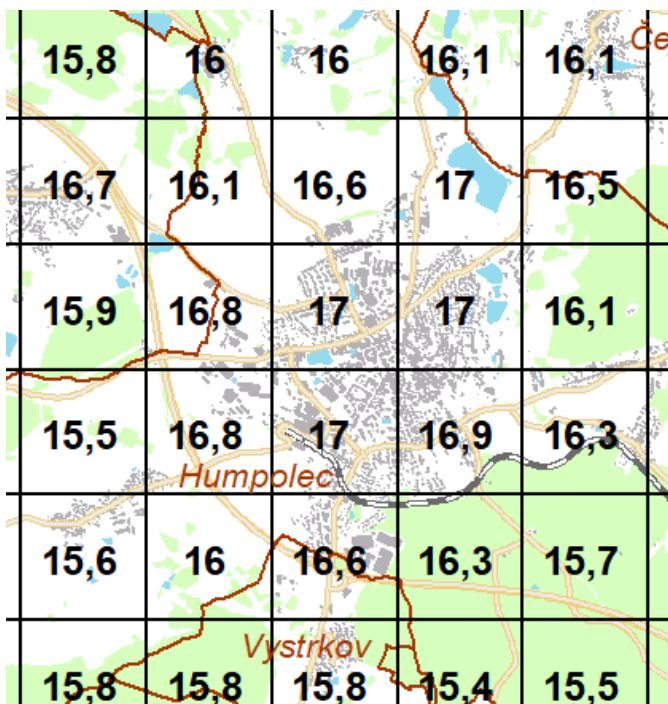 Če
15,8 16 16 16,1 16,1
16,7 16,1 16,6 17 16,5
15,9 16,8 17 17 16,1
15,5 16,8 17 16,9 16,3
Humpolec
15,6 16 16,6 16,3 15,7
Vystrkov
15,8 15,8 15,8 15,4 15,5